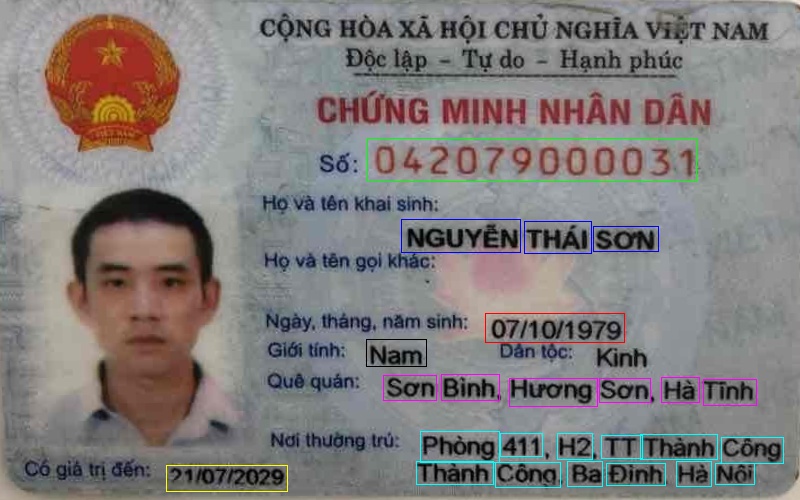 CỘNG HÒA XÃ HỘI CHỦ NGHĨA VIỆT NAM
Độc lập - Tự do - Hạnh phúc
CHỨNG MINH NHÂN DÂN
Số: 042079000031
Họ và tên khai sinh:
NGUYỄN THÁI SƠN
Họ và tên gọi khác:
Ngày, tháng, năm sinh: 07/10/1979
Giới tính: Nam Dân tộc: Kinh
Quê quán: Sơn Bình, Hương Sơn, Hà Tĩnh
Nơi thường trú: Phòng 411, H2, TT Thành Công
Thành Công, Ba Đình, Hà Nội
Có giá trị đến: 21/07/2029
VIỆT NAM